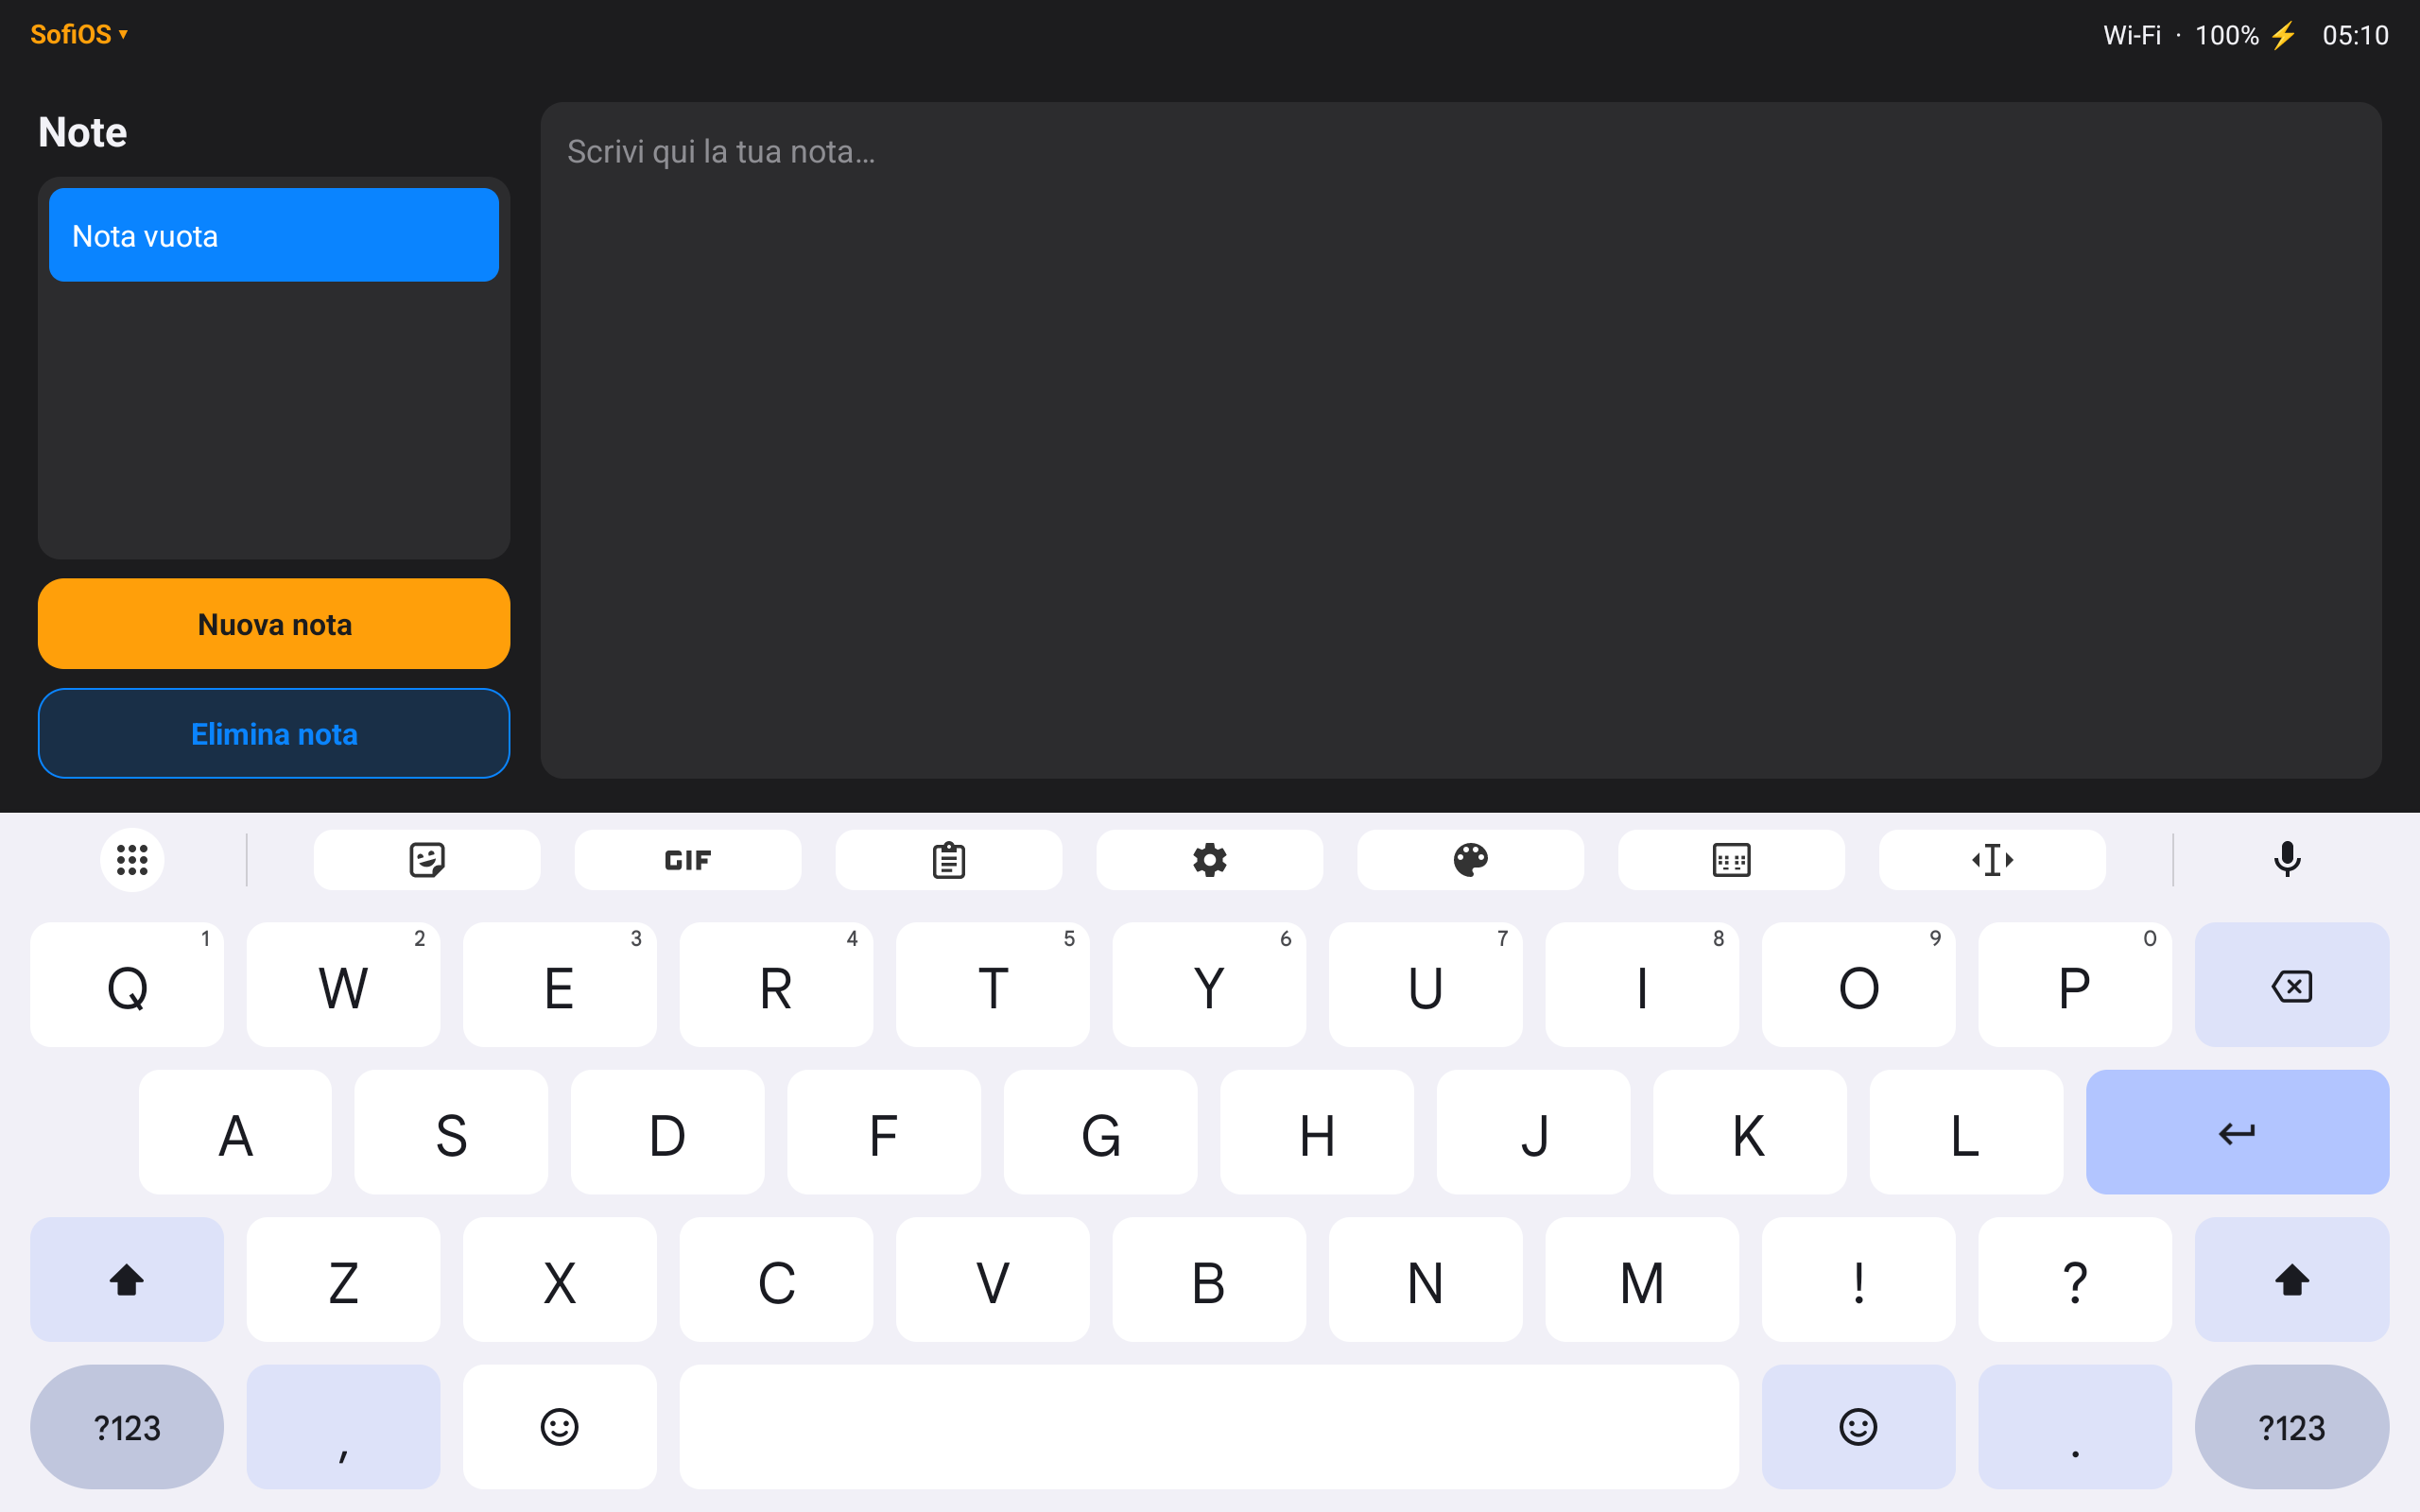 SofiOS ▾
Wi-Fi · 100% ⚡ 05:10
Note
Nota vuota
Nuova nota
Elimina nota
Scrivi qui la tua nota…
GIF
Q 1 W 2 E 3 R 4 T 5 Y 6 U 7 I 8 O 9 P 0
A S D F G H J K L
Z X C V B N M ! ?
?123 , . ?123